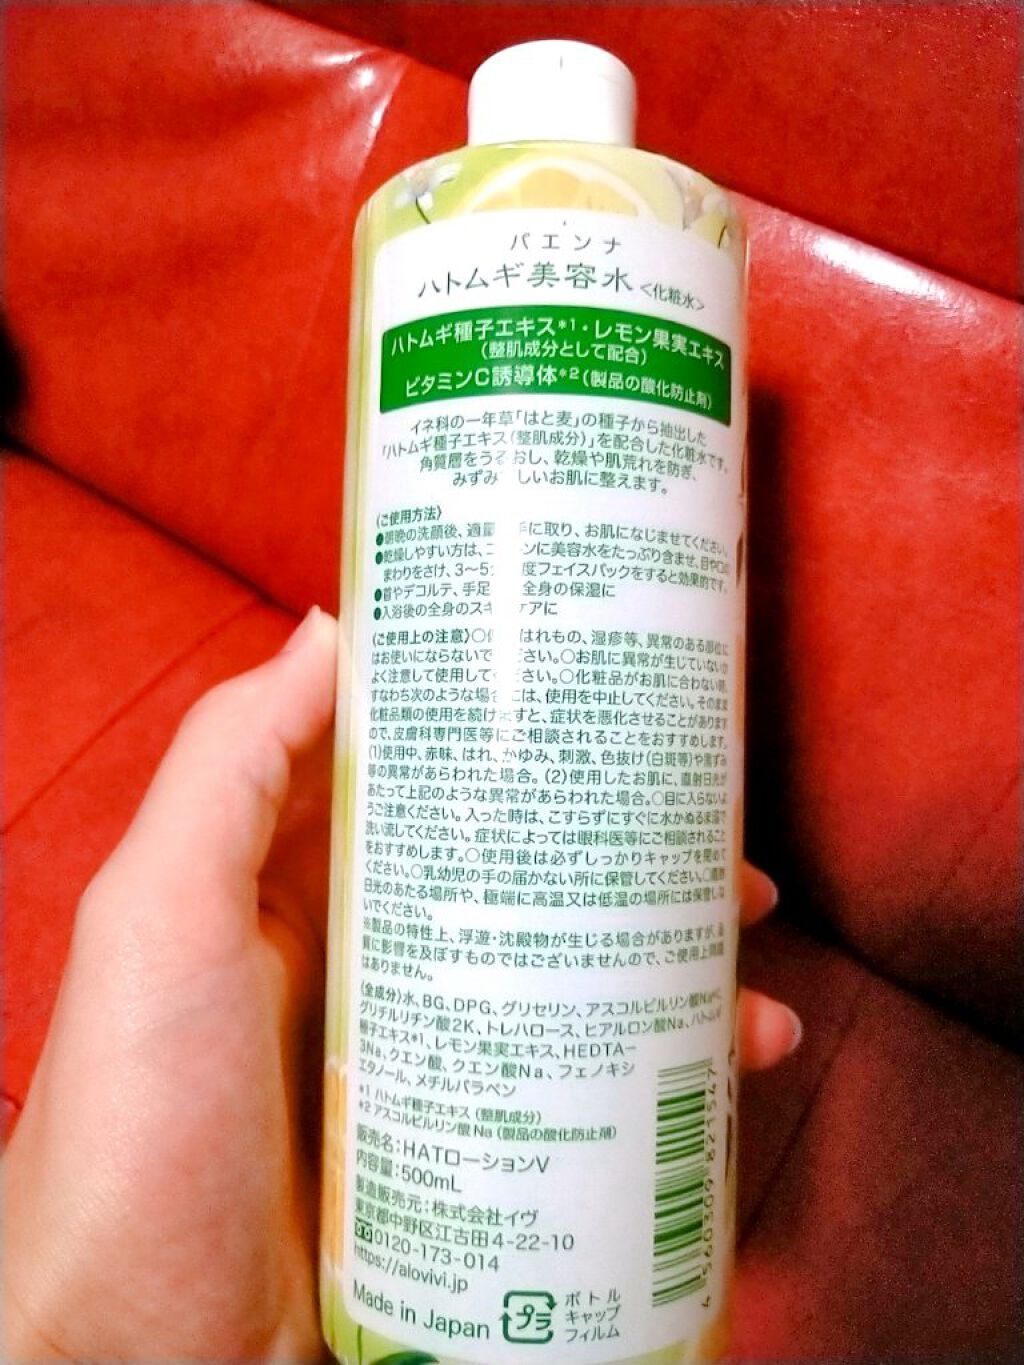 パエンナ
ハトムギ美容水<化粧水>
ハトムギ種子エキス*1・レモン果実エキス
(整肌成分として配合)
ビタミンC誘導体*2(製品の酸化防止剤)
イネ科の一年草「はと麦」の種子から抽出した
「ハトムギ種子エキス(整肌成分)」を配合した化粧水です。
角質層をうるおし、乾燥や肌荒れを防ぎ、
みずみ しいお肌に整えます。
〈ご使用方法〉
●朝晩の洗顔後、適量 手に取り、お肌になじませてください。
●乾燥しやすい方は、コ ンに美容水をたっぷり含ませ、目や口の
まわりをさけ、3〜5 度フェイスパックをすると効果的です。
●首やデコルテ、手足 全身の保湿に
●入浴後の全身のスキ ケアに
〈ご使用上の注意〉○ はれもの、湿疹等、異常のある部位に
はお使いにならないで ださい。○お肌に異常が生じていないか
よく注意して使用して ださい。○化粧品がお肌に合わない時、
すなわち次のような場合には、使用を中止してください。そのまま
化粧品類の使用を続けますと、症状を悪化させることがあります
ので、皮膚科専門医等にご相談されることをおすすめします。
(1)使用中、赤味、はれ、かゆみ、刺激、色抜け(白斑等)や黒ずみ
等の異常があらわれた場合。(2)使用したお肌に、直射日光が
あたって上記のような異常があらわれた場合。○目に入らないよ
うご注意ください。入った時は、こすらずにすぐに水かぬるま湯で
洗い流してください。症状によっては眼科医等にご相談されること
をおすすめします。○使用後は必ずしっかりキャップを閉めて
ください。○乳幼児の手の届かない所に保管してください。○直射
日光のあたる場所や、極端に高温又は低温の場所には保管しな
いでください。
※製品の特性上、浮遊・沈殿物が生じる場合がありますが、品
質に影響を及ぼすものではございませんので、ご使用上問題
はありません。
〈全成分〉水、BG、DPG、グリセリン、アスコルビルリン酸Na*2、
グリチルリチン酸2K、トレハロース、ヒアルロン酸Na、ハトムギ
種子エキス*1、レモン果実エキス、HEDTA-
3Na、クエン酸、クエン酸Na、フェノキシ
エタノール、メチルパラベン
*1 ハトムギ種子エキス(整肌成分)
*2 アスコルビルリン酸Na(製品の酸化防止剤)
販売名:HATローションV
内容量:500mL
製造販売元:株式会社イヴ
東京都中野区江古田4-22-10
0120-173-014
https://alovivi.jp
Made in Japan
プラ
ボトル
キャップ
フィルム